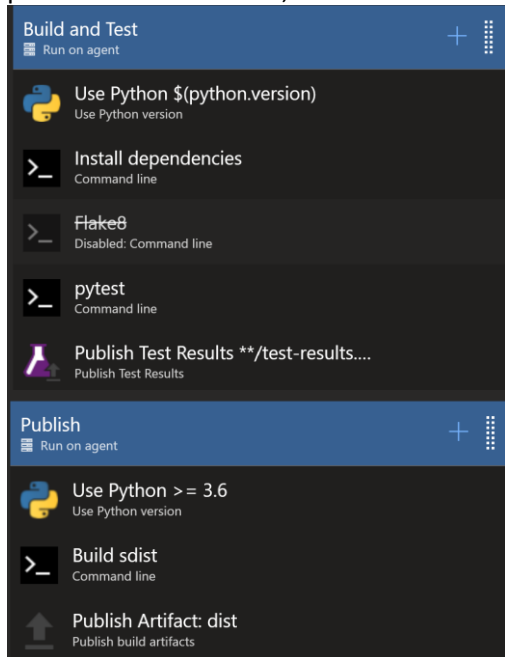 Build and Test
Run on agent
Use Python $(python.version)
Use Python version
Install dependencies
Command line
Flake8
Disabled: Command line
pytest
Command line
Publish Test Results **/test-results....
Publish Test Results
Publish
Run on agent
Use Python >= 3.6
Use Python version
Build sdist
Command line
Publish Artifact: dist
Publish build artifacts